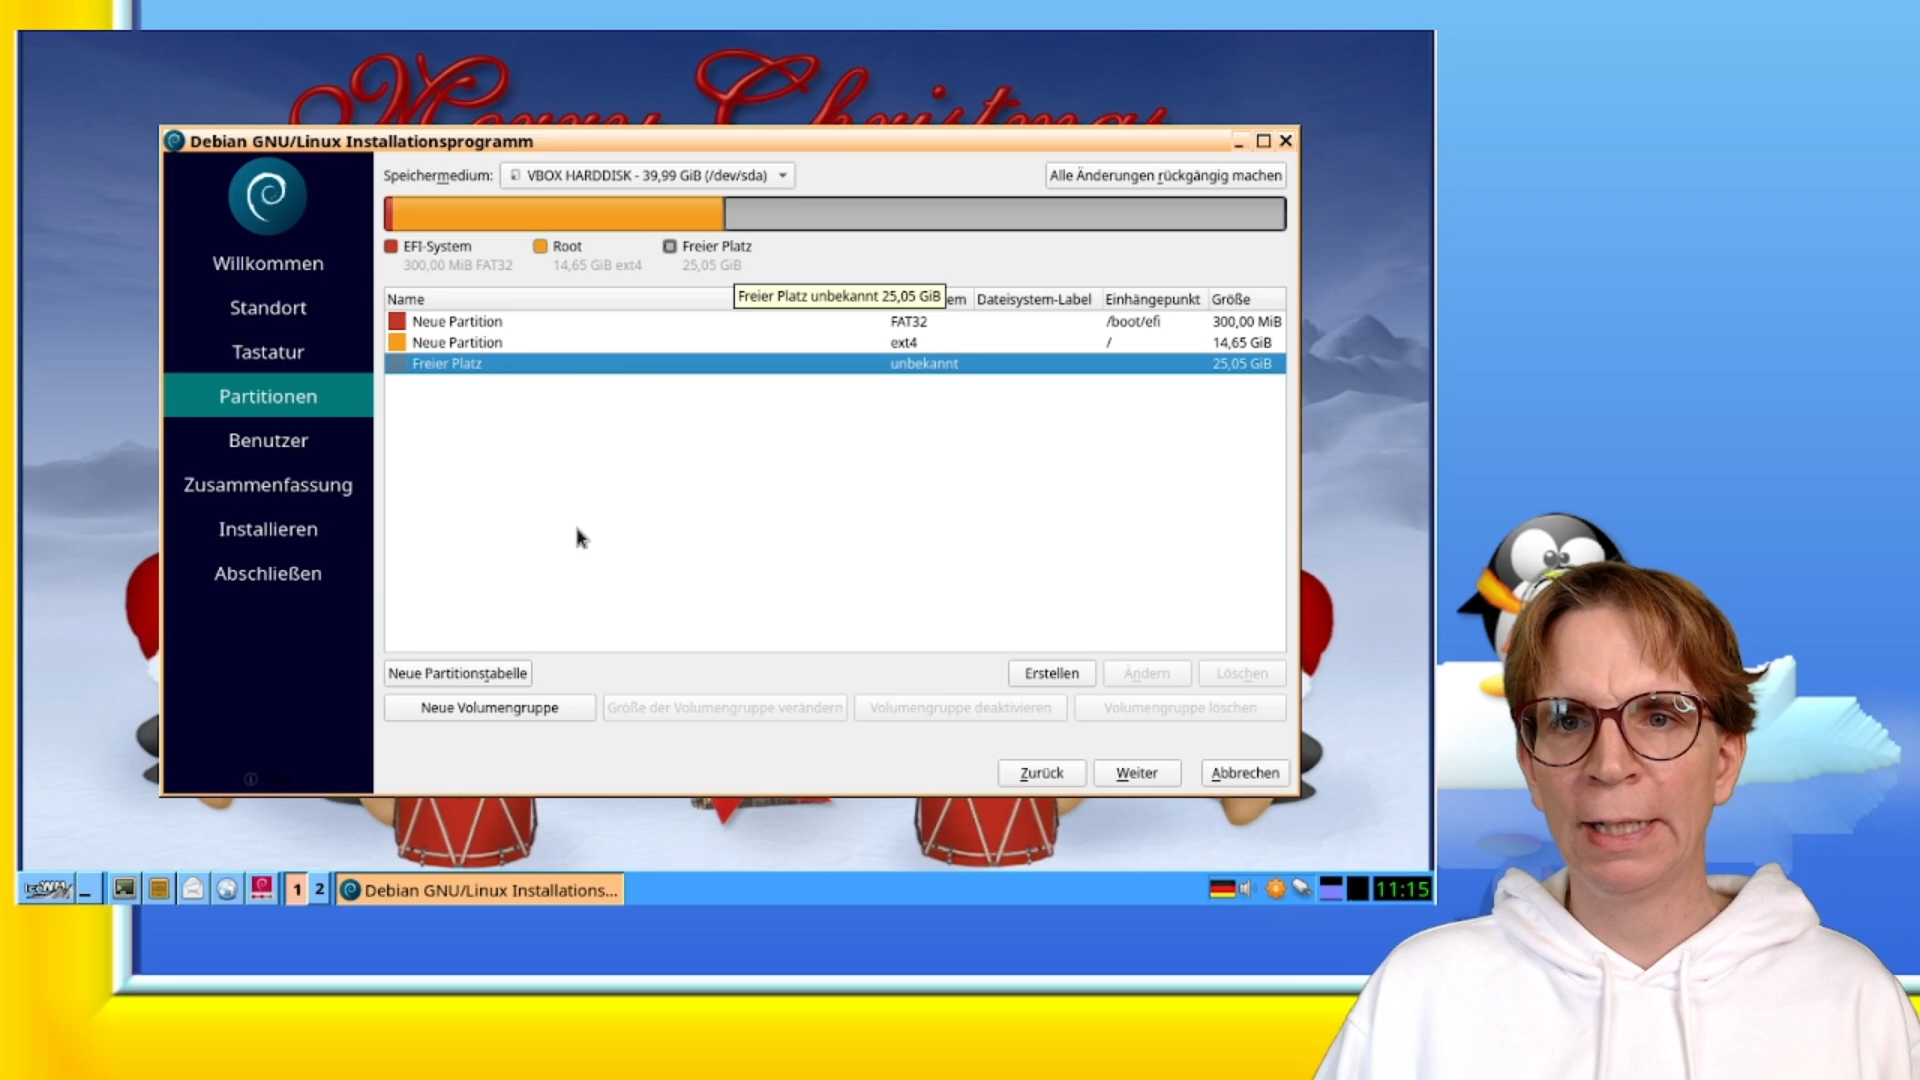 Merry Christmas
Debian GNU/Linux Installationsprogramm
Speichermedium: VBOX HARDDISK - 39,99 GiB (/dev/sda) Alle Änderungen rückgängig machen
EFI-System Root Freier Platz
300,00 MiB FAT32 14,65 GiB ext4 25,05 GiB
Freier Platz unbekannt 25,05 GiB
Name em Dateisystem-Label Einhängepunkt Größe
Neue Partition FAT32 /boot/efi 300,00 MiB
Neue Partition ext4 / 14,65 GiB
Freier Platz unbekannt 25,05 GiB
Willkommen
Standort
Tastatur
Partitionen
Benutzer
Zusammenfassung
Installieren
Abschließen
Neue Partitionstabelle Erstellen Ändern Löschen
Neue Volumengruppe Größe der Volumengruppe verändern Volumengruppe deaktivieren Volumengruppe löschen
Zurück Weiter Abbrechen
IceWM 1 2 Debian GNU/Linux Installations... 11:15